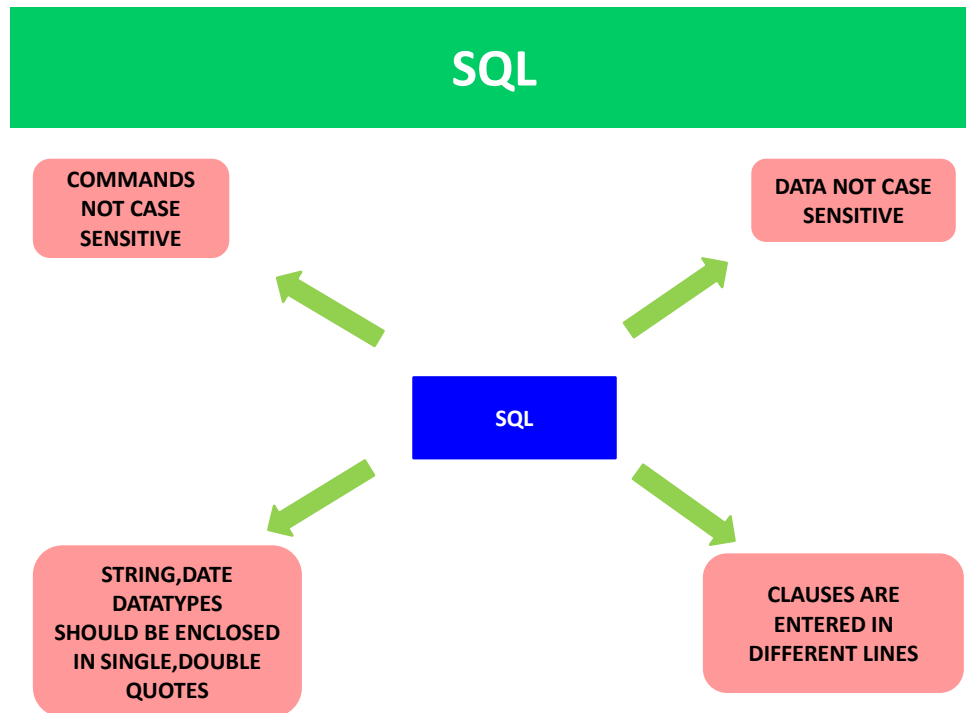 SQL
COMMANDS
NOT CASE
SENSITIVE
DATA NOT CASE
SENSITIVE
SQL
STRING,DATE
DATATYPES
SHOULD BE ENCLOSED
IN SINGLE,DOUBLE
QUOTES
CLAUSES ARE
ENTERED IN
DIFFERENT LINES